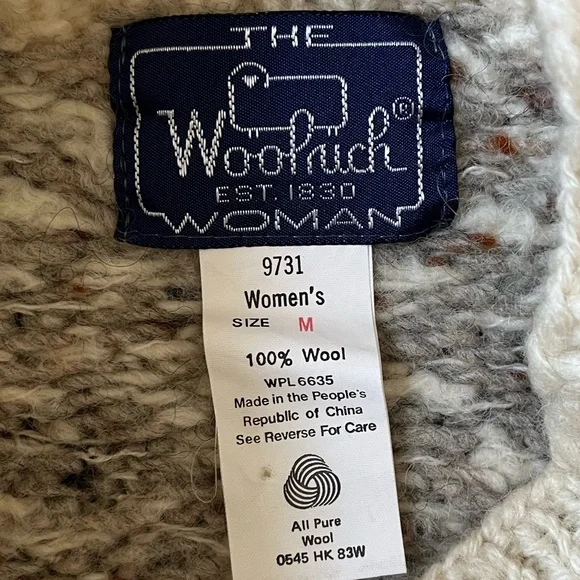 THE
Woolrich®
EST. 1830
WOMAN
9731
Women's
SIZE M
100% Wool
WPL 6635
Made in the People's
Republic of China
See Reverse For Care
All Pure
Wool
0545 HK 83W